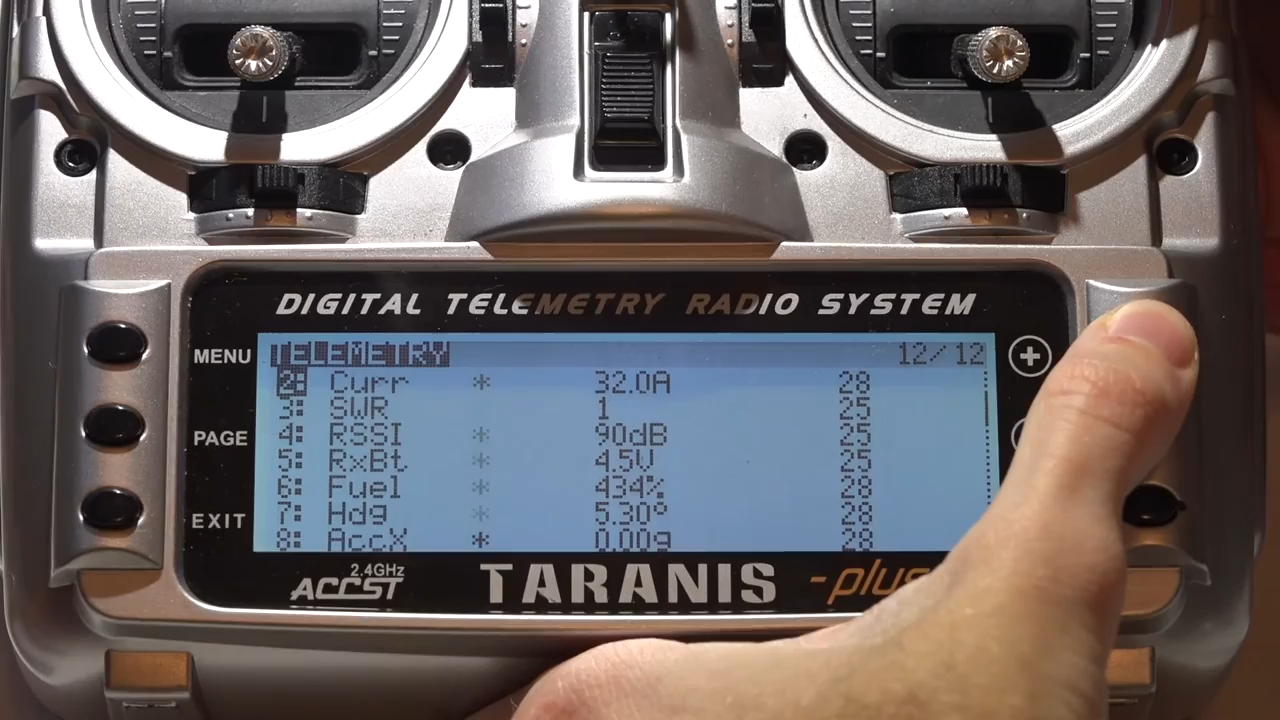 DIGITAL TELEMETRY RADIO SYSTEM
MENU
PAGE
EXIT
TELEMETRY 12/12
2: Curr * 32.0A 28
3: SWR 1 25
4: RSSI * 90dB 25
5: RxBt * 4.5V 25
6: Fuel * 434% 28
7: Hdg * 5.30° 28
8: AccX * 0.00g 28
+
ACCST 2.4GHz
TARANIS -plus